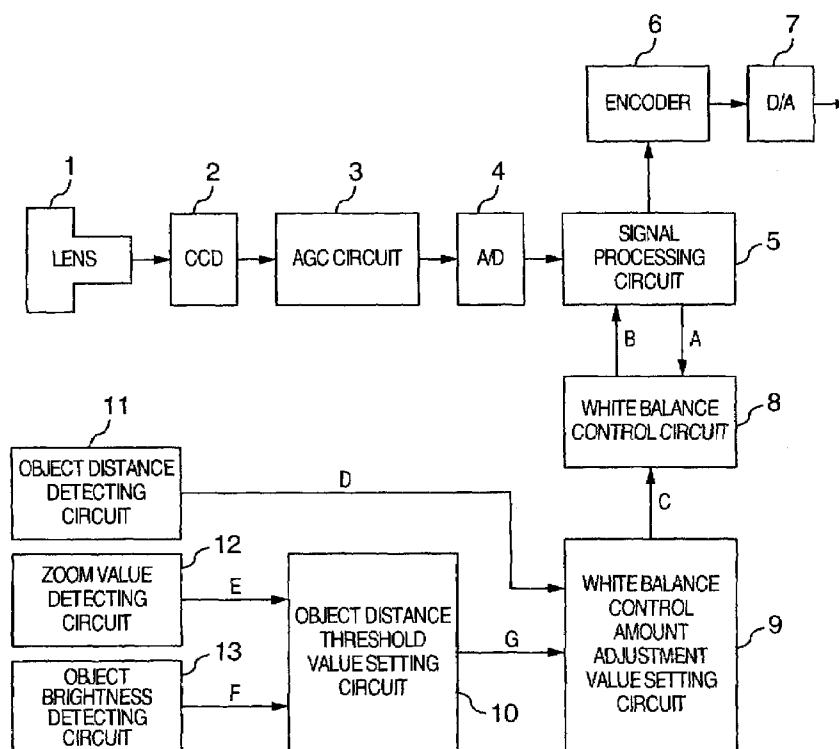 6
7
ENCODER
D/A
1
2
3
4
LENS
CCD
AGC CIRCUIT
A/D
SIGNAL
PROCESSING
CIRCUIT
5
B
A
WHITE BALANCE
CONTROL CIRCUIT
8
11
OBJECT DISTANCE
DETECTING
CIRCUIT
D
C
12
ZOOM VALUE
DETECTING
CIRCUIT
E
13
OBJECT
BRIGHTNESS
DETECTING
CIRCUIT
F
OBJECT DISTANCE
THRESHOLD
VALUE SETTING
CIRCUIT
10
G
WHITE BALANCE
CONTROL
AMOUNT
ADJUSTMENT
VALUE SETTING
CIRCUIT
9